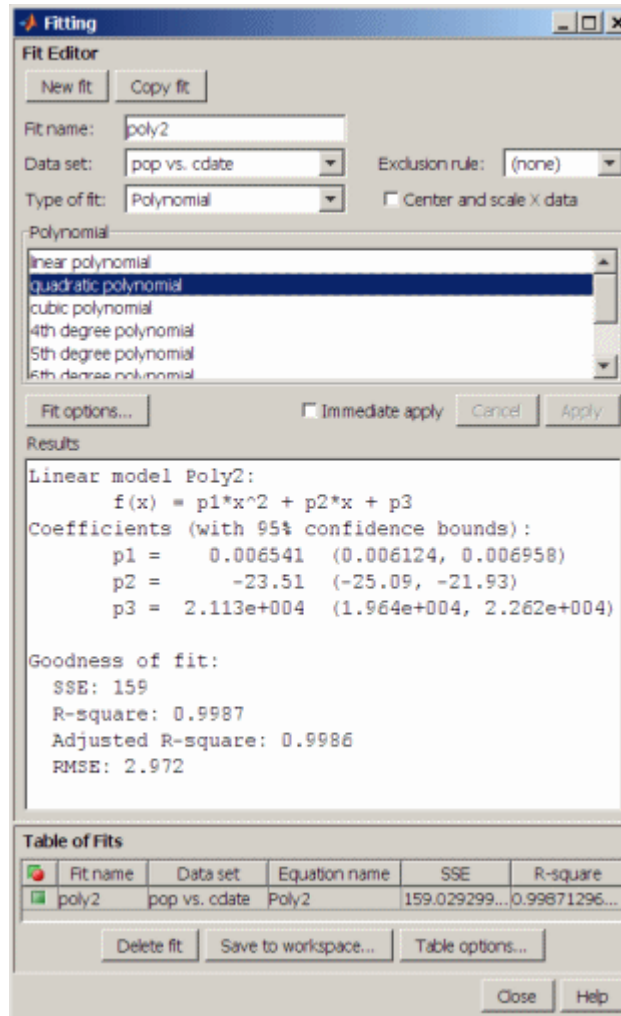 Fitting
Fit Editor
New fit Copy fit
Fit name: poly2
Data set: pop vs. cdate Exclusion rule: (none)
Type of fit: Polynomial Center and scale X data
Polynomial
linear polynomial
quadratic polynomial
cubic polynomial
4th degree polynomial
5th degree polynomial
6th degree polynomial
Fit options... Immediate apply Cancel Apply
Results
Linear model Poly2:
f(x) = p1*x^2 + p2*x + p3
Coefficients (with 95% confidence bounds):
p1 = 0.006541 (0.006124, 0.006958)
p2 = -23.51 (-25.09, -21.93)
p3 = 2.113e+004 (1.964e+004, 2.262e+004)
Goodness of fit:
SSE: 159
R-square: 0.9987
Adjusted R-square: 0.9986
RMSE: 2.972
Table of Fits
Fit name Data set Equation name SSE R-square
poly2 pop vs. cdate Poly2 159.029299... 0.99871296...
Delete fit Save to workspace... Table options...
Close Help